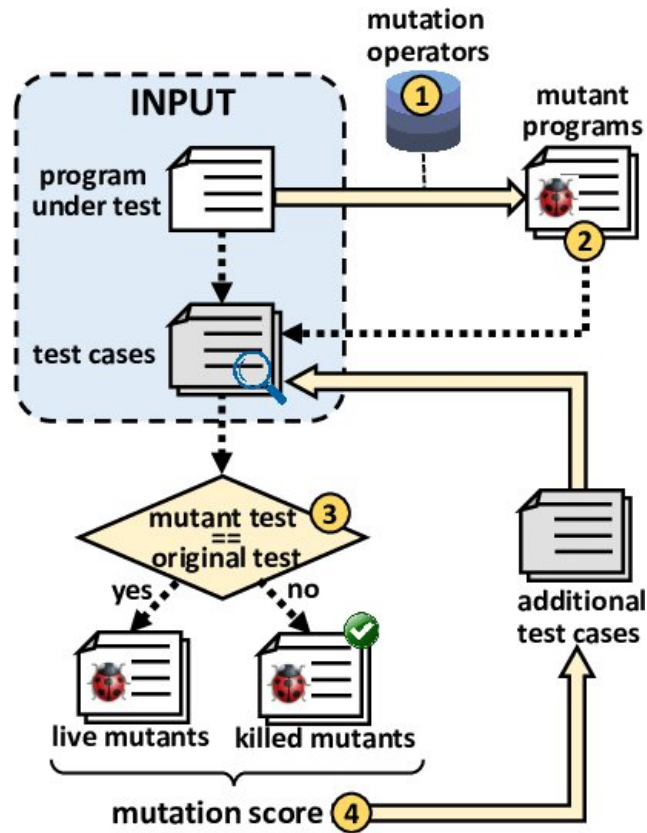 mutation
operators
1
INPUT
mutant
programs
program
under test
2
test cases
mutant test
==
original test
3
yes
no
live mutants
killed mutants
additional
test cases
mutation score
4